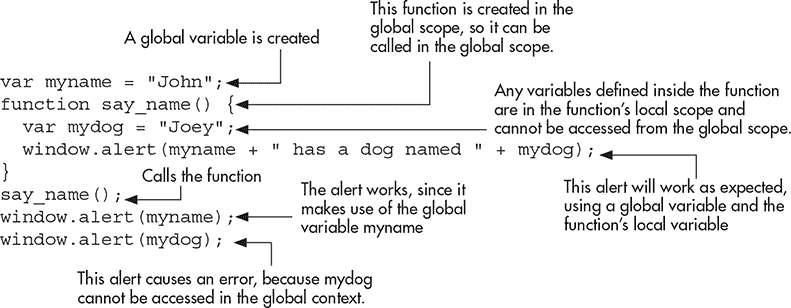 This function is created in the
global scope, so it can be
called in the global scope.
A global variable is created
var myname = "John";
function say_name() {
Any variables defined inside the function
are in the function's local scope and
cannot be accessed from the global scope.
var mydog = "Joey";
window.alert(myname + " has a dog named " + mydog);
}
Calls the function
say_name();
The alert works, since it
makes use of the global
variable myname
This alert will work as expected,
using a global variable and the
function's local variable
window.alert(myname);
window.alert(mydog);
This alert causes an error, because mydog
cannot be accessed in the global context.